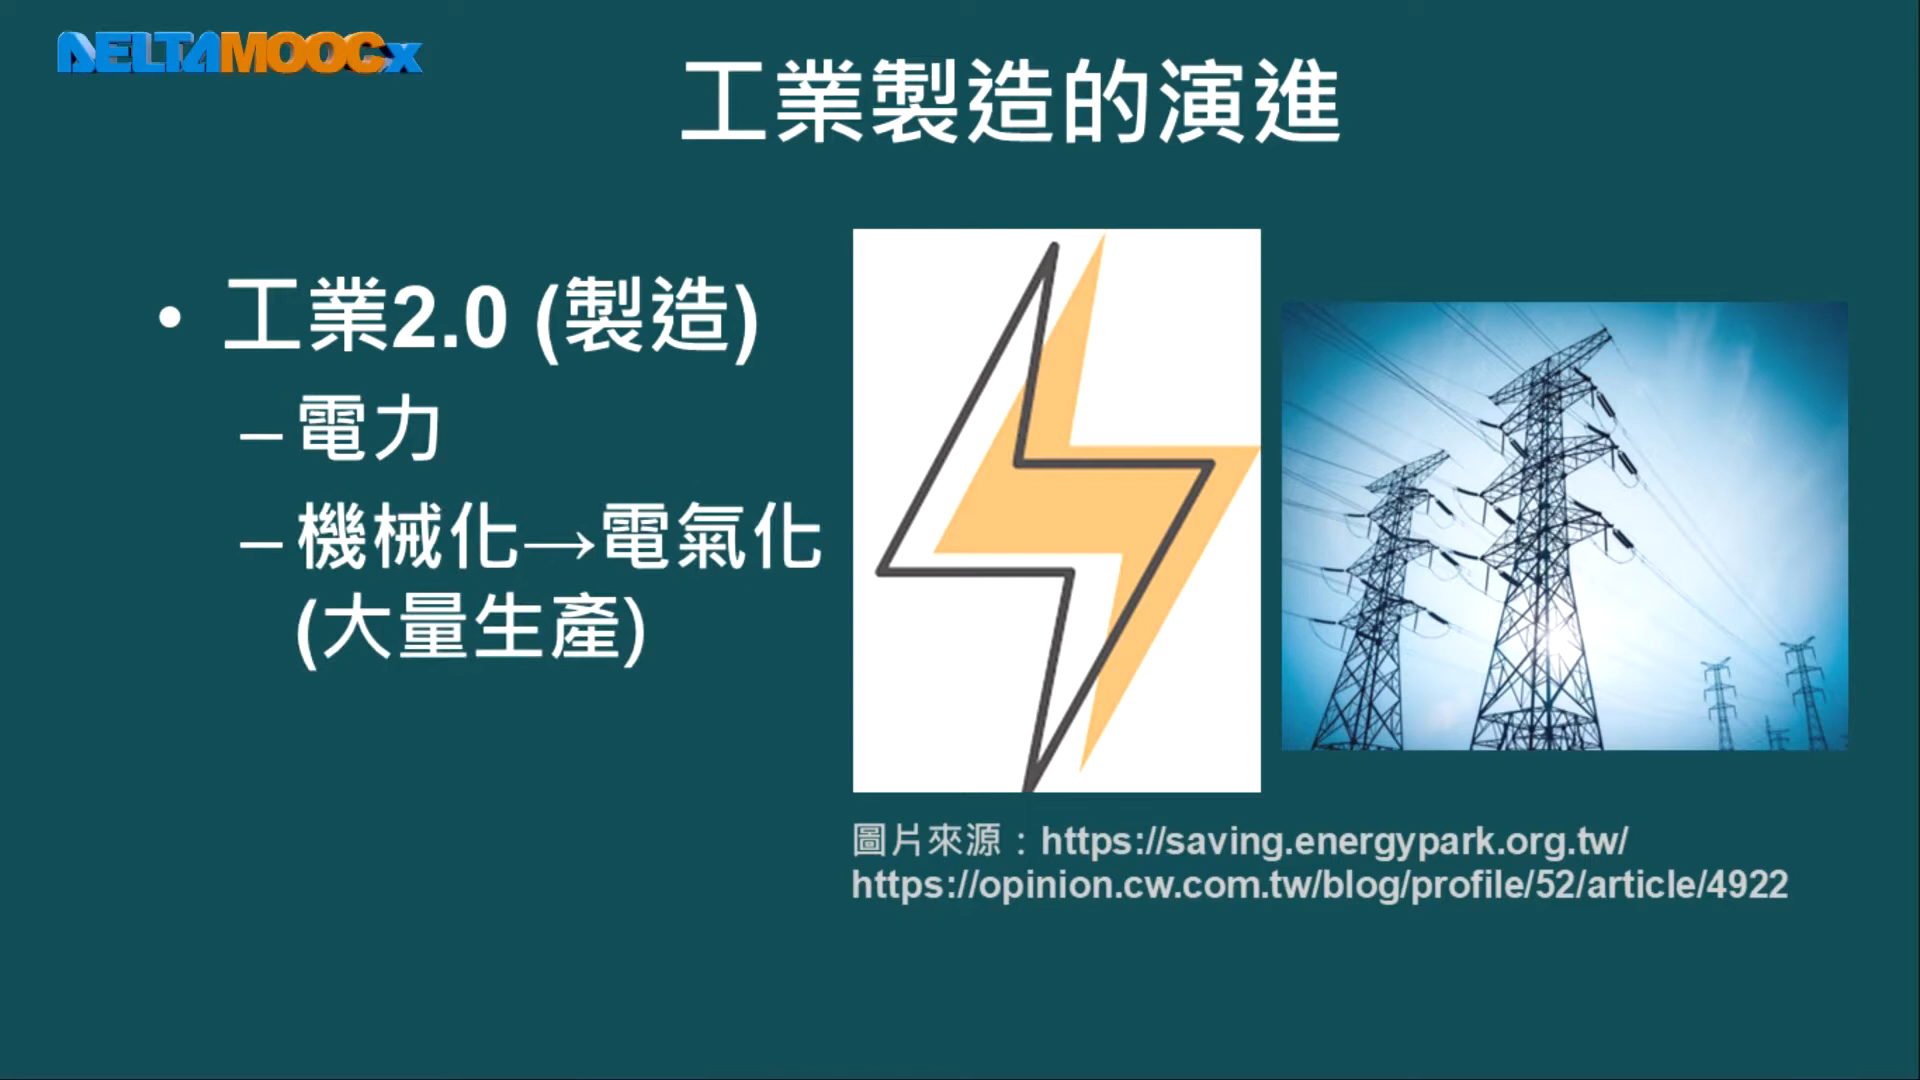 DELTAMOOCx
工業製造的演進
• 工業2.0 (製造)
–電力
–機械化→電氣化
(大量生產)
圖片來源：https://saving.energypark.org.tw/
https://opinion.cw.com.tw/blog/profile/52/article/4922